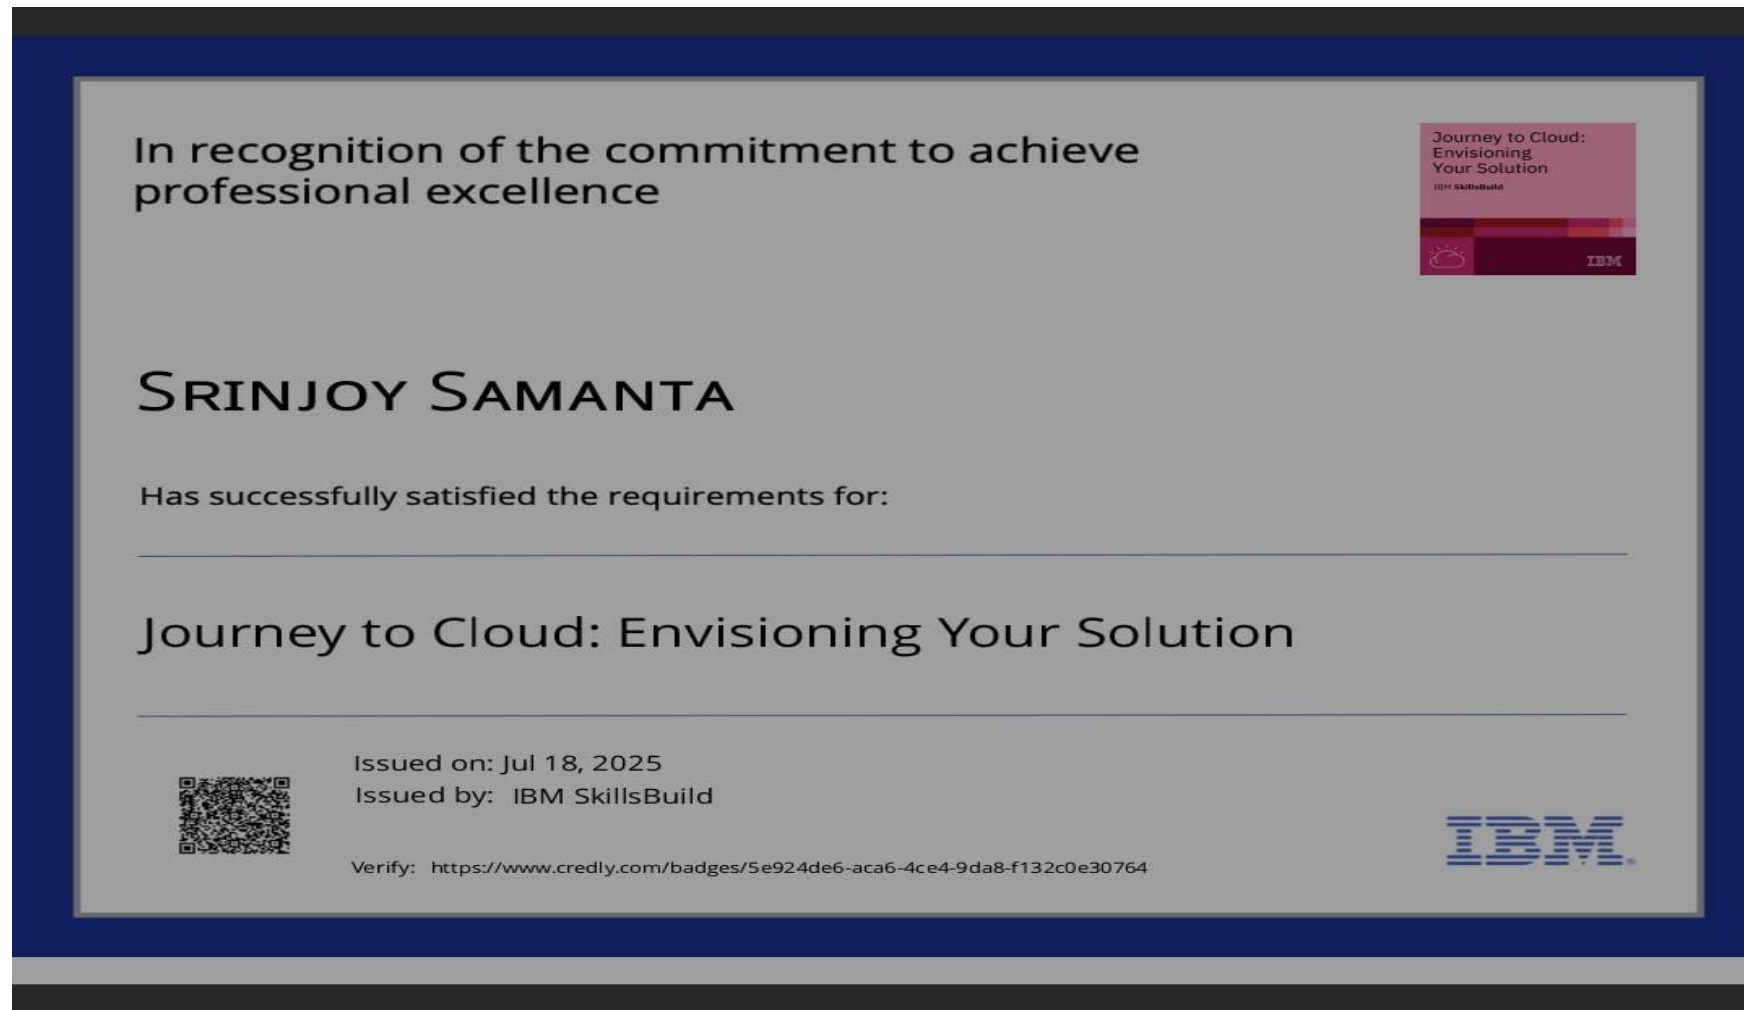 In recognition of the commitment to achieve
professional excellence
Journey to Cloud:
Envisioning
Your Solution
IBM SkillsBuild
IBM
SRINJOY SAMANTA
Has successfully satisfied the requirements for:
Journey to Cloud: Envisioning Your Solution
Issued on: Jul 18, 2025
Issued by: IBM SkillsBuild
Verify: https://www.credly.com/badges/5e924de6-aca6-4ce4-9da8-f132c0e30764
IBM